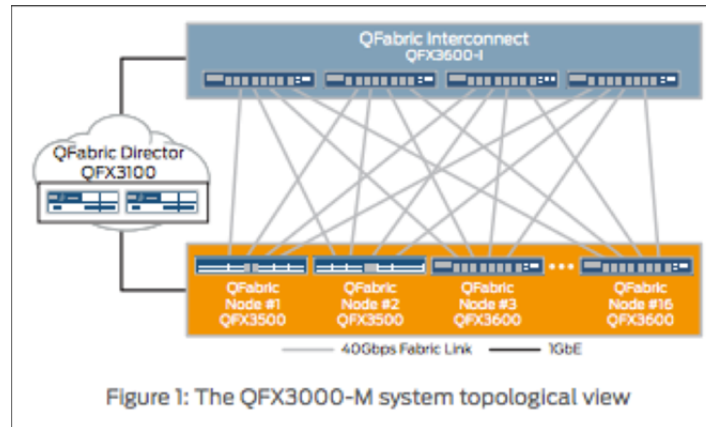 QFabric Interconnect
QFX3600-I
QFabric Director
QFX3100
QFabric
Node #1
QFX3500
QFabric
Node #2
QFX3500
QFabric
Node #3
QFX3600
QFabric
Node #16
QFX3600
40Gbps Fabric Link
1GbE
Figure 1: The QFX3000-M system topological view